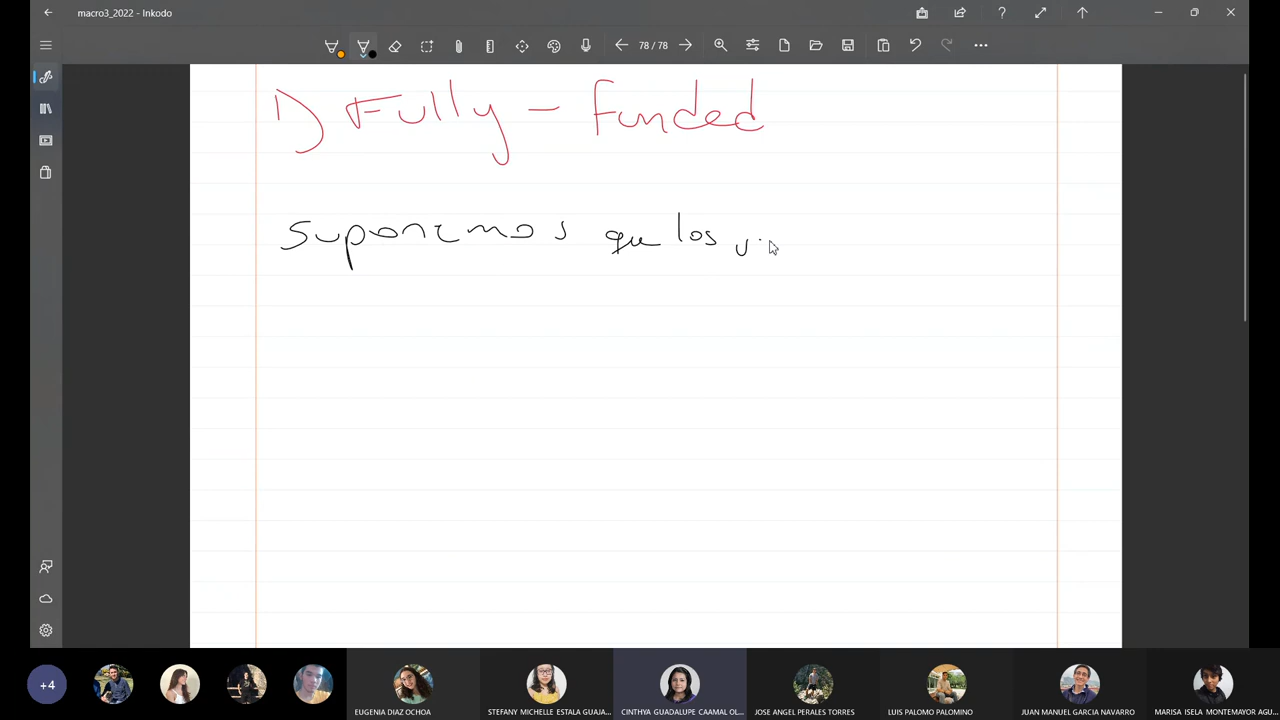 macro3_2022 - Inkodo
78 / 78
1) Fully - Funded
suponemos que los
+4
EUGENIA DIAZ OCHOA
STEFANY MICHELLE ESTALA GUAJA...
CINTHYA GUADALUPE CAAMAL OL...
JOSE ANGEL PERALES TORRES
LUIS PALOMO PALOMINO
JUAN MANUEL GARCIA NAVARRO
MARISA ISELA MONTEMAYOR AGU...